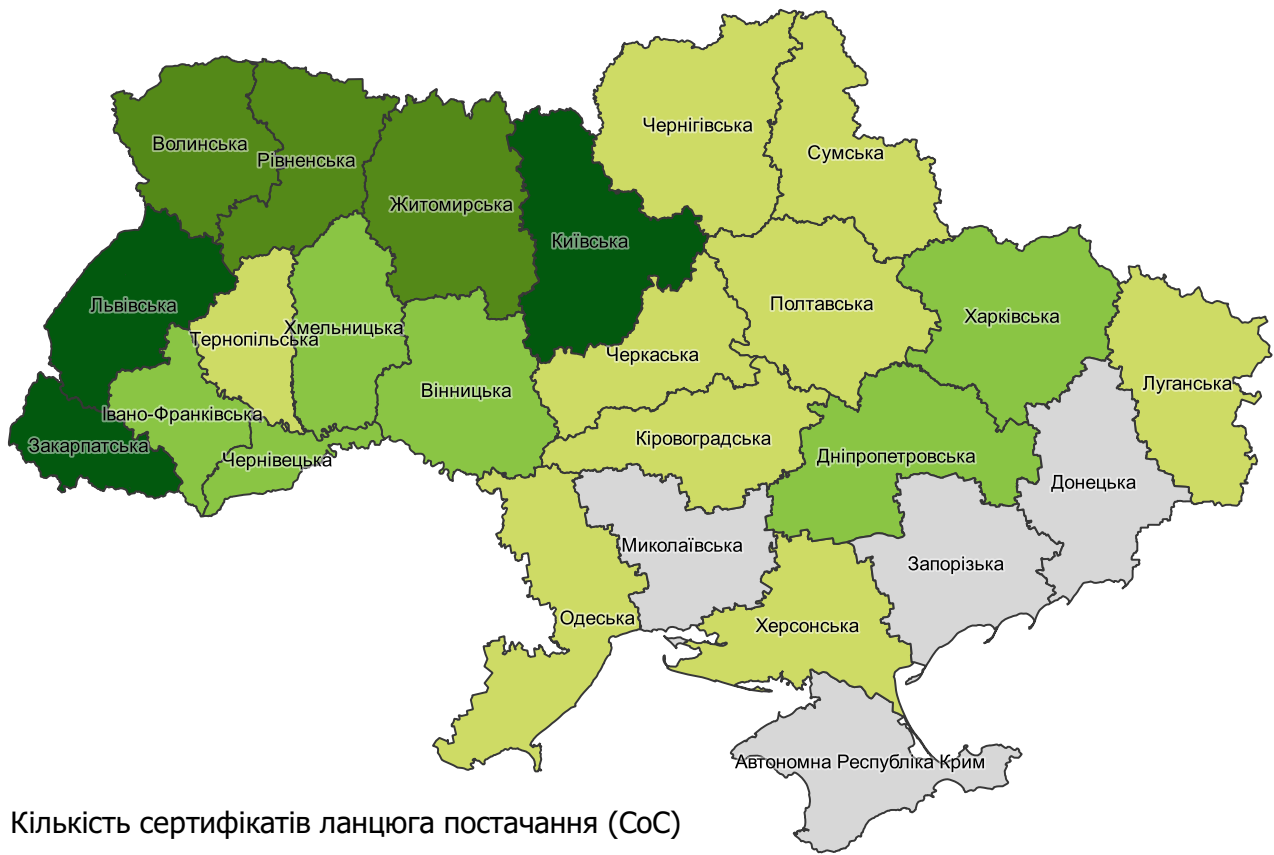 Чернігівська
Волинська
Сумська
Рівненська
Житомирська
Київська
Львівська
Полтавська
Харківська
Хмельницька
Тернопільська
Черкаська
Луганська
Вінницька
Івано-Франківська
Кіровоградська
Закарпатська
Чернівецька
Дніпропетровська
Донецька
Миколаївська
Запорізька
Одеська
Херсонська
Автономна Республіка Крим
Кількість сертифікатів ланцюга постачання (CoC)